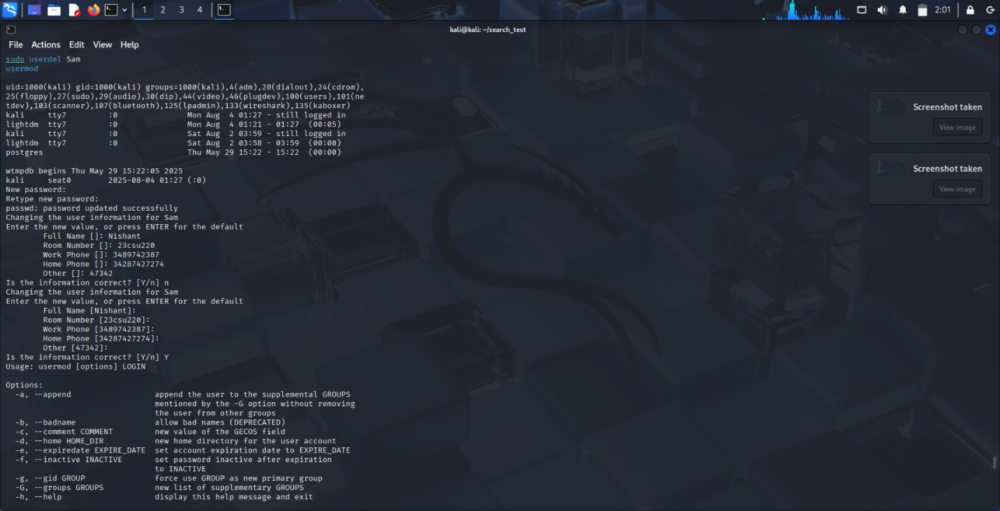 1 2 3 4
2:01
kali@kali: ~/search_test
File Actions Edit View Help
sudo userdel Sam
usermod
uid=1000(kali) gid=1000(kali) groups=1000(kali),4(adm),20(dialout),24(cdrom),
25(floppy),27(sudo),29(audio),30(dip),44(video),46(plugdev),100(users),101(ne
tdev),103(scanner),107(bluetooth),125(lpadmin),133(wireshark),135(kaboxer)
kali     tty7         :0               Mon Aug  4 01:27 - still logged in
lightdm  tty7         :0               Mon Aug  4 01:21 - 01:27  (00:05)
kali     tty7         :0               Sat Aug  2 03:59 - still logged in
lightdm  tty7         :0               Sat Aug  2 03:58 - 03:59  (00:00)
postgres                               Thu May 29 15:22 - 15:22  (00:00)
wtmpdb begins Thu May 29 15:22:05 2025
kali     seat0        2025-08-04 01:27 (:0)
New password:
Retype new password:
passwd: password updated successfully
Changing the user information for Sam
Enter the new value, or press ENTER for the default
Full Name []: Nishant
Room Number []: 23csu220
Work Phone []: 3489742387
Home Phone []: 34287427274
Other []: 47342
Is the information correct? [Y/n] n
Changing the user information for Sam
Enter the new value, or press ENTER for the default
Full Name [Nishant]:
Room Number [23csu220]:
Work Phone [3489742387]:
Home Phone [34287427274]:
Other [47342]:
Is the information correct? [Y/n] Y
Usage: usermod [options] LOGIN
Options:
-a, --append                  append the user to the supplemental GROUPS
mentioned by the -G option without removing
the user from other groups
-b, --badname                 allow bad names (DEPRECATED)
-c, --comment COMMENT         new value of the GECOS field
-d, --home HOME_DIR           new home directory for the user account
-e, --expiredate EXPIRE_DATE  set account expiration date to EXPIRE_DATE
-f, --inactive INACTIVE       set password inactive after expiration
to INACTIVE
-g, --gid GROUP               force use GROUP as new primary group
-G, --groups GROUPS           new list of supplementary GROUPS
-h, --help                    display this help message and exit
Screenshot taken
View image
Screenshot taken
View image